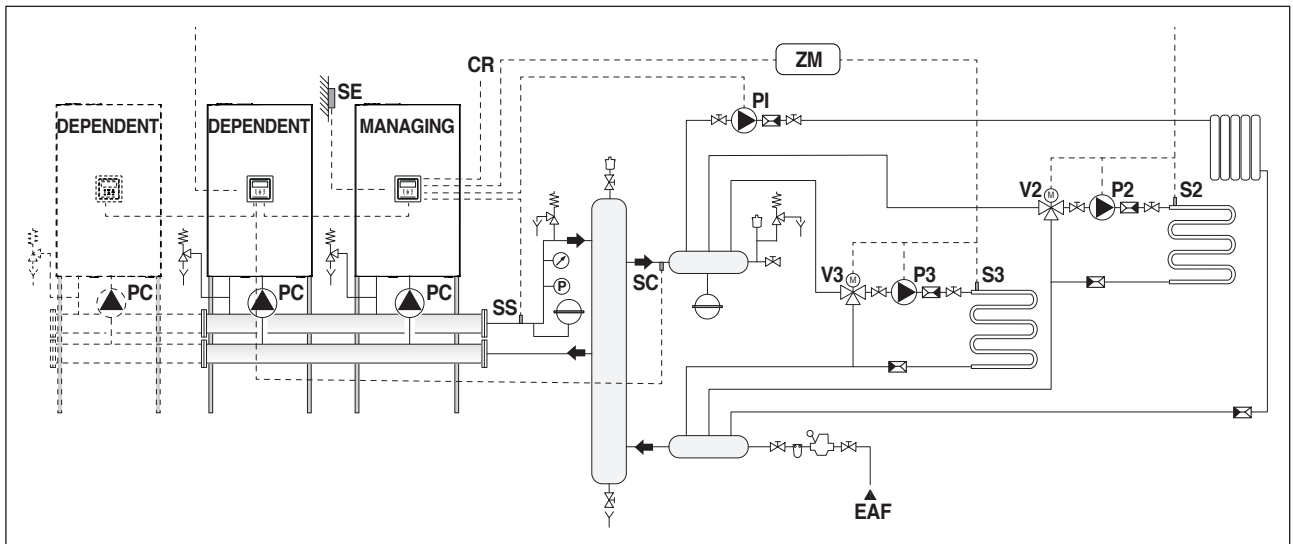 ZM
CR
SE
PI
DEPENDENT
DEPENDENT
MANAGING
V2
P2
S2
SC
V3
P3
S3
PC
PC
PC
SS
P
M
M
EAF